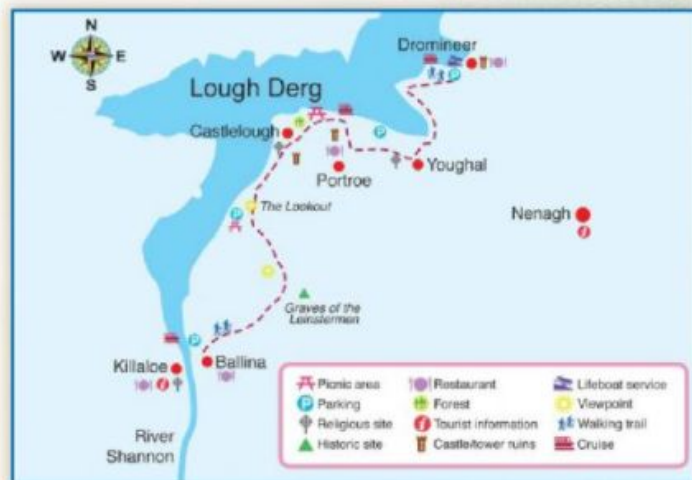 N
W E
S
Dromineer
Lough Derg
Castlelough
Youghal
Portroe
The Lookout
Nenagh
Graves of the
Leinstermen
Killaloe
Ballina
River
Shannon
Picnic area
Restaurant
Lifeboat service
Parking
Forest
Viewpoint
Religious site
Tourist information
Walking trail
Historic site
Castle/tower ruins
Cruise